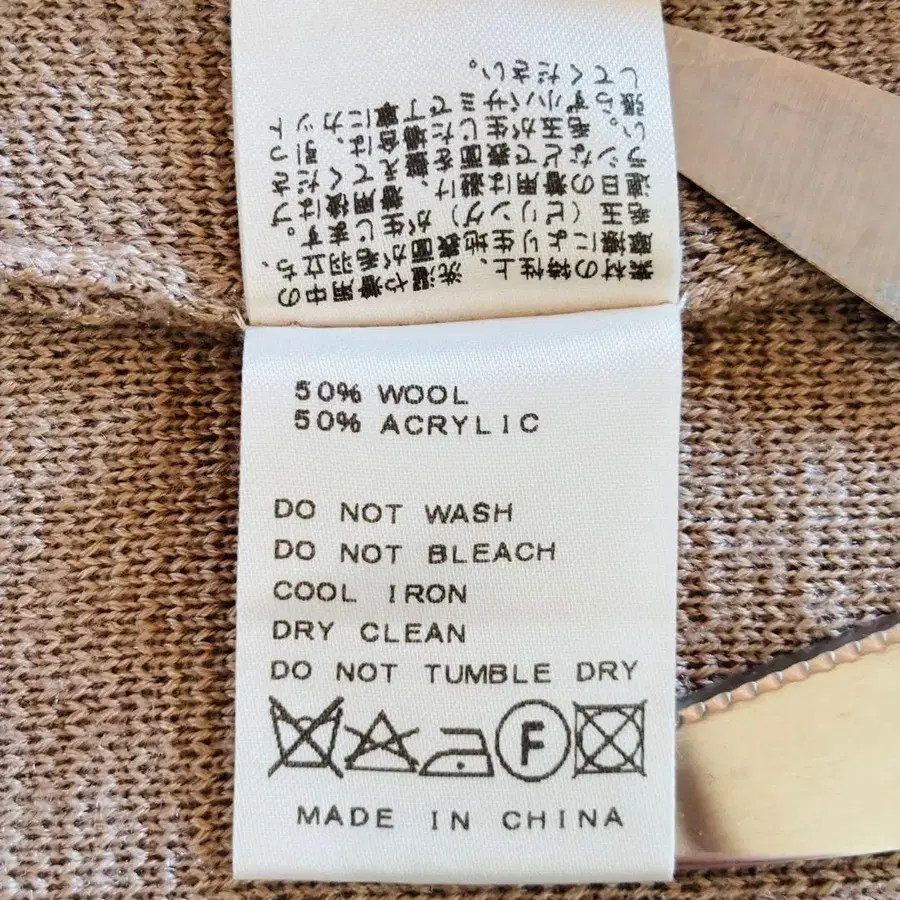 素材の特性上、洗濯や着用中の
摩擦により生地表面が毛羽立ち、
毛玉(ピリング)が生じます。
連日の着用は避け、着用後はブ
ラシなどで表面を整えてくださ
い。毛玉が生じた場合は、引っ
張らず小バサミで丁寧にカット
してください。
50% WOOL
50% ACRYLIC
DO NOT WASH
DO NOT BLEACH
COOL IRON
DRY CLEAN
DO NOT TUMBLE DRY
F
MADE IN CHINA